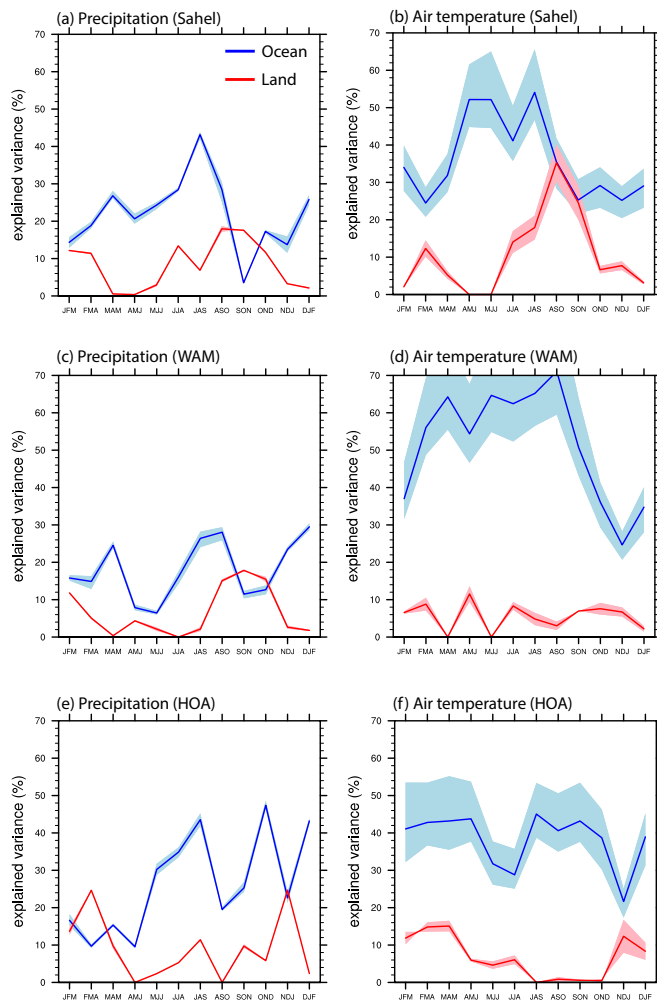 (a) Precipitation (Sahel)
70
60
50
40
30
20
10
0
explained variance (%)
Ocean
Land
JFM FMA MAM AMJ MJJ JJA JAS ASO SON OND NDJ DJF
(b) Air temperature (Sahel)
70
60
50
40
30
20
10
0
explained variance (%)
JFM FMA MAM AMJ MJJ JJA JAS ASO SON OND NDJ DJF
(c) Precipitation (WAM)
70
60
50
40
30
20
10
0
explained variance (%)
JFM FMA MAM AMJ MJJ JJA JAS ASO SON OND NDJ DJF
(d) Air temperature (WAM)
70
60
50
40
30
20
10
0
explained variance (%)
JFM FMA MAM AMJ MJJ JJA JAS ASO SON OND NDJ DJF
(e) Precipitation (HOA)
70
60
50
40
30
20
10
0
explained variance (%)
JFM FMA MAM AMJ MJJ JJA JAS ASO SON OND NDJ DJF
(f) Air temperature (HOA)
70
60
50
40
30
20
10
0
explained variance (%)
JFM FMA MAM AMJ MJJ JJA JAS ASO SON OND NDJ DJF